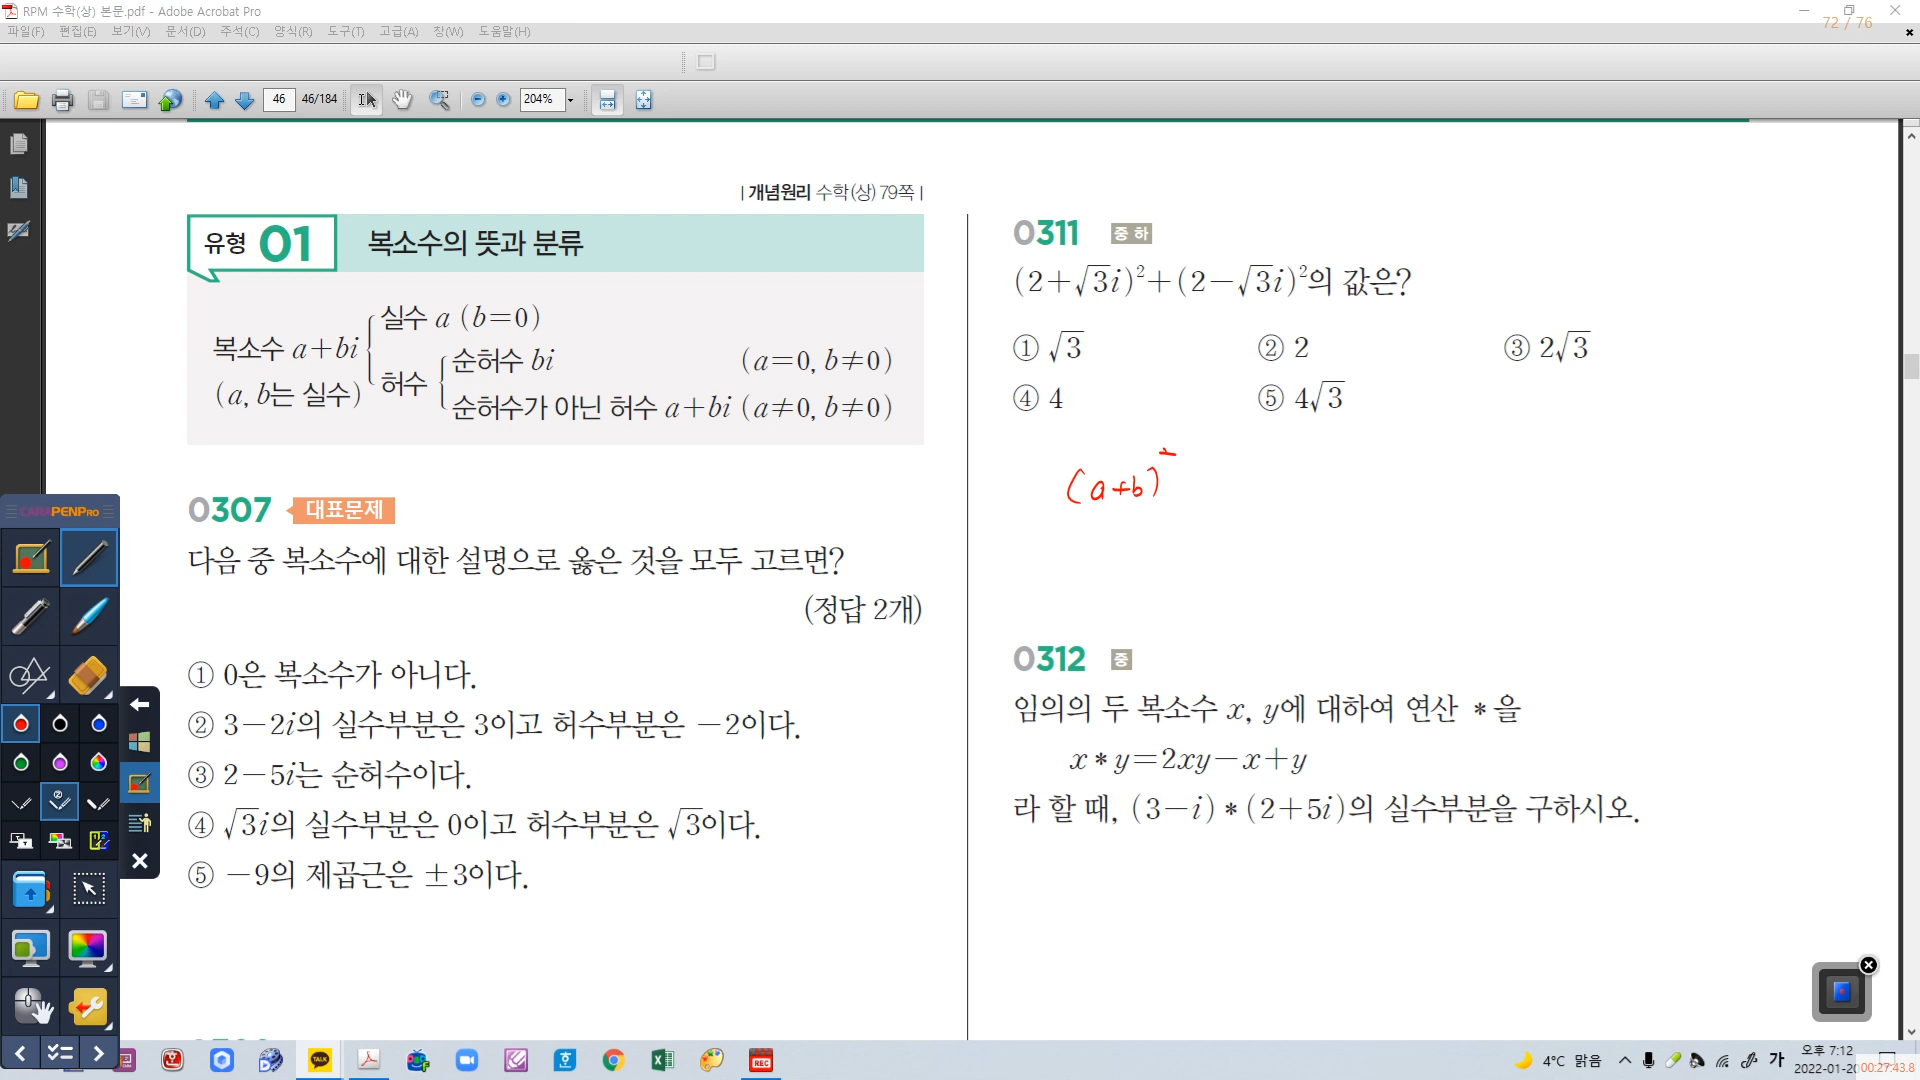 RPM 수학(상) 본문.pdf - Adobe Acrobat Pro
72 / 76
파일(F) 편집(E) 보기(V) 문서(D) 주석(C) 양식(R) 도구(T) 고급(A) 창(W) 도움말(H)
46 46/184 204%
| 개념원리 수학(상) 79쪽 |
유형 01 복소수의 뜻과 분류
복소수 a+bi
(a, b는 실수)
실수 a (b=0)
허수
순허수 bi (a=0, b≠0)
순허수가 아닌 허수 a+bi (a≠0, b≠0)
0307 대표문제
다음 중 복소수에 대한 설명으로 옳은 것을 모두 고르면?
(정답 2개)
① 0은 복소수가 아니다.
② 3-2i의 실수부분은 3이고 허수부분은 -2이다.
③ 2-5i는 순허수이다.
④ √3i의 실수부분은 0이고 허수부분은 √3이다.
⑤ -9의 제곱근은 ±3이다.
0311 중 하
(2+√3i)²+(2-√3i)²의 값은?
① √3 ② 2 ③ 2√3
④ 4 ⑤ 4√3
(a+b)
0312 중
임의의 두 복소수 x, y에 대하여 연산 *을
x*y=2xy-x+y
라 할 때, (3-i)*(2+5i)의 실수부분을 구하시오.
CARAPENPRO
TALK
REC
4°C 맑음
가
오후 7:12
2022-01-20
00:27:43.8